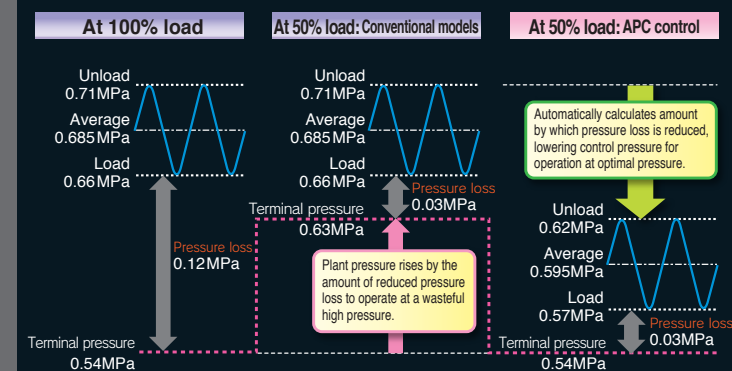 At 100% load
Unload
0.71MPa
Average
0.685MPa
Load
0.66MPa
Pressure loss
0.12MPa
Terminal pressure
0.54MPa
At 50% load: Conventional models
Unload
0.71MPa
Average
0.685MPa
Load
0.66MPa
Pressure loss
0.03MPa
Terminal pressure
0.63MPa
Plant pressure rises by the
amount of reduced pressure
loss to operate at a wasteful
high pressure.
At 50% load: APC control
Automatically calculates amount
by which pressure loss is reduced,
lowering control pressure for
operation at optimal pressure.
Unload
0.62MPa
Average
0.595MPa
Load
0.57MPa
Pressure loss
0.03MPa
Terminal pressure
0.54MPa